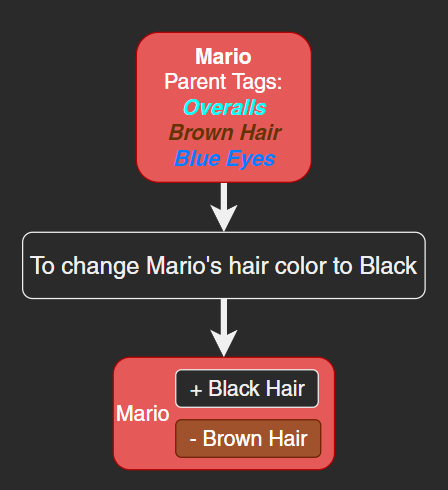 Mario
Parent Tags:
Overalls
Brown Hair
Blue Eyes
To change Mario's hair color to Black
Mario
+ Black Hair
- Brown Hair